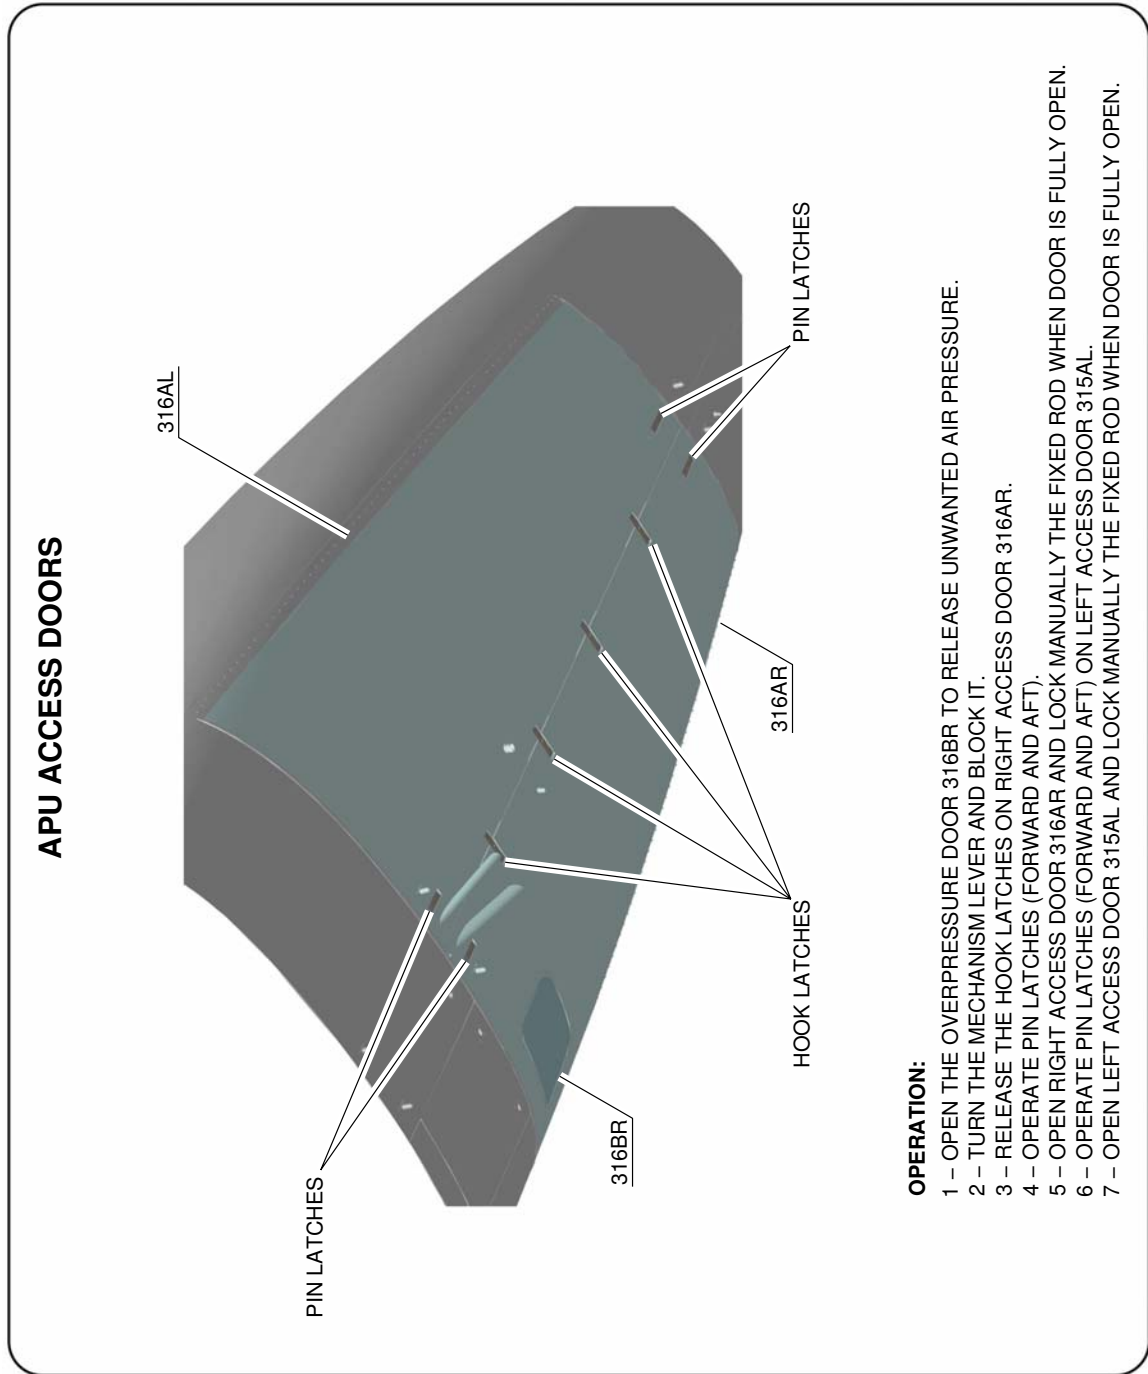 APU ACCESS DOORS
316AL
PIN LATCHES
PIN LATCHES
316BR
316AR
HOOK LATCHES
OPERATION:
1 – OPEN THE OVERPRESSURE DOOR 316BR TO RELEASE UNWANTED AIR PRESSURE.
2 – TURN THE MECHANISM LEVER AND BLOCK IT.
3 – RELEASE THE HOOK LATCHES ON RIGHT ACCESS DOOR 316AR.
4 – OPERATE PIN LATCHES (FORWARD AND AFT).
5 – OPEN RIGHT ACCESS DOOR 316AR AND LOCK MANUALLY THE FIXED ROD WHEN DOOR IS FULLY OPEN.
6 – OPERATE PIN LATCHES (FORWARD AND AFT) ON LEFT ACCESS DOOR 315AL.
7 – OPEN LEFT ACCESS DOOR 315AL AND LOCK MANUALLY THE FIXED ROD WHEN DOOR IS FULLY OPEN.